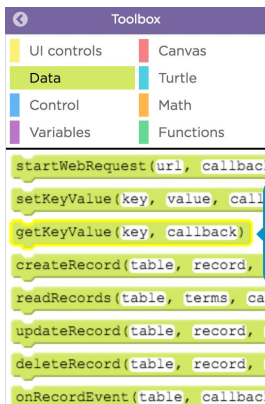 Toolbox
UI controls Canvas
Data Turtle
Control Math
Variables Functions
startWebRequest(url, callbac
setKeyValue(key, value, call
getKeyValue(key, callback)
createRecord(table, record,
readRecords(table, terms, ca
updateRecord(table, record,
deleteRecord(table, record,
onRecordEvent(table, callbac